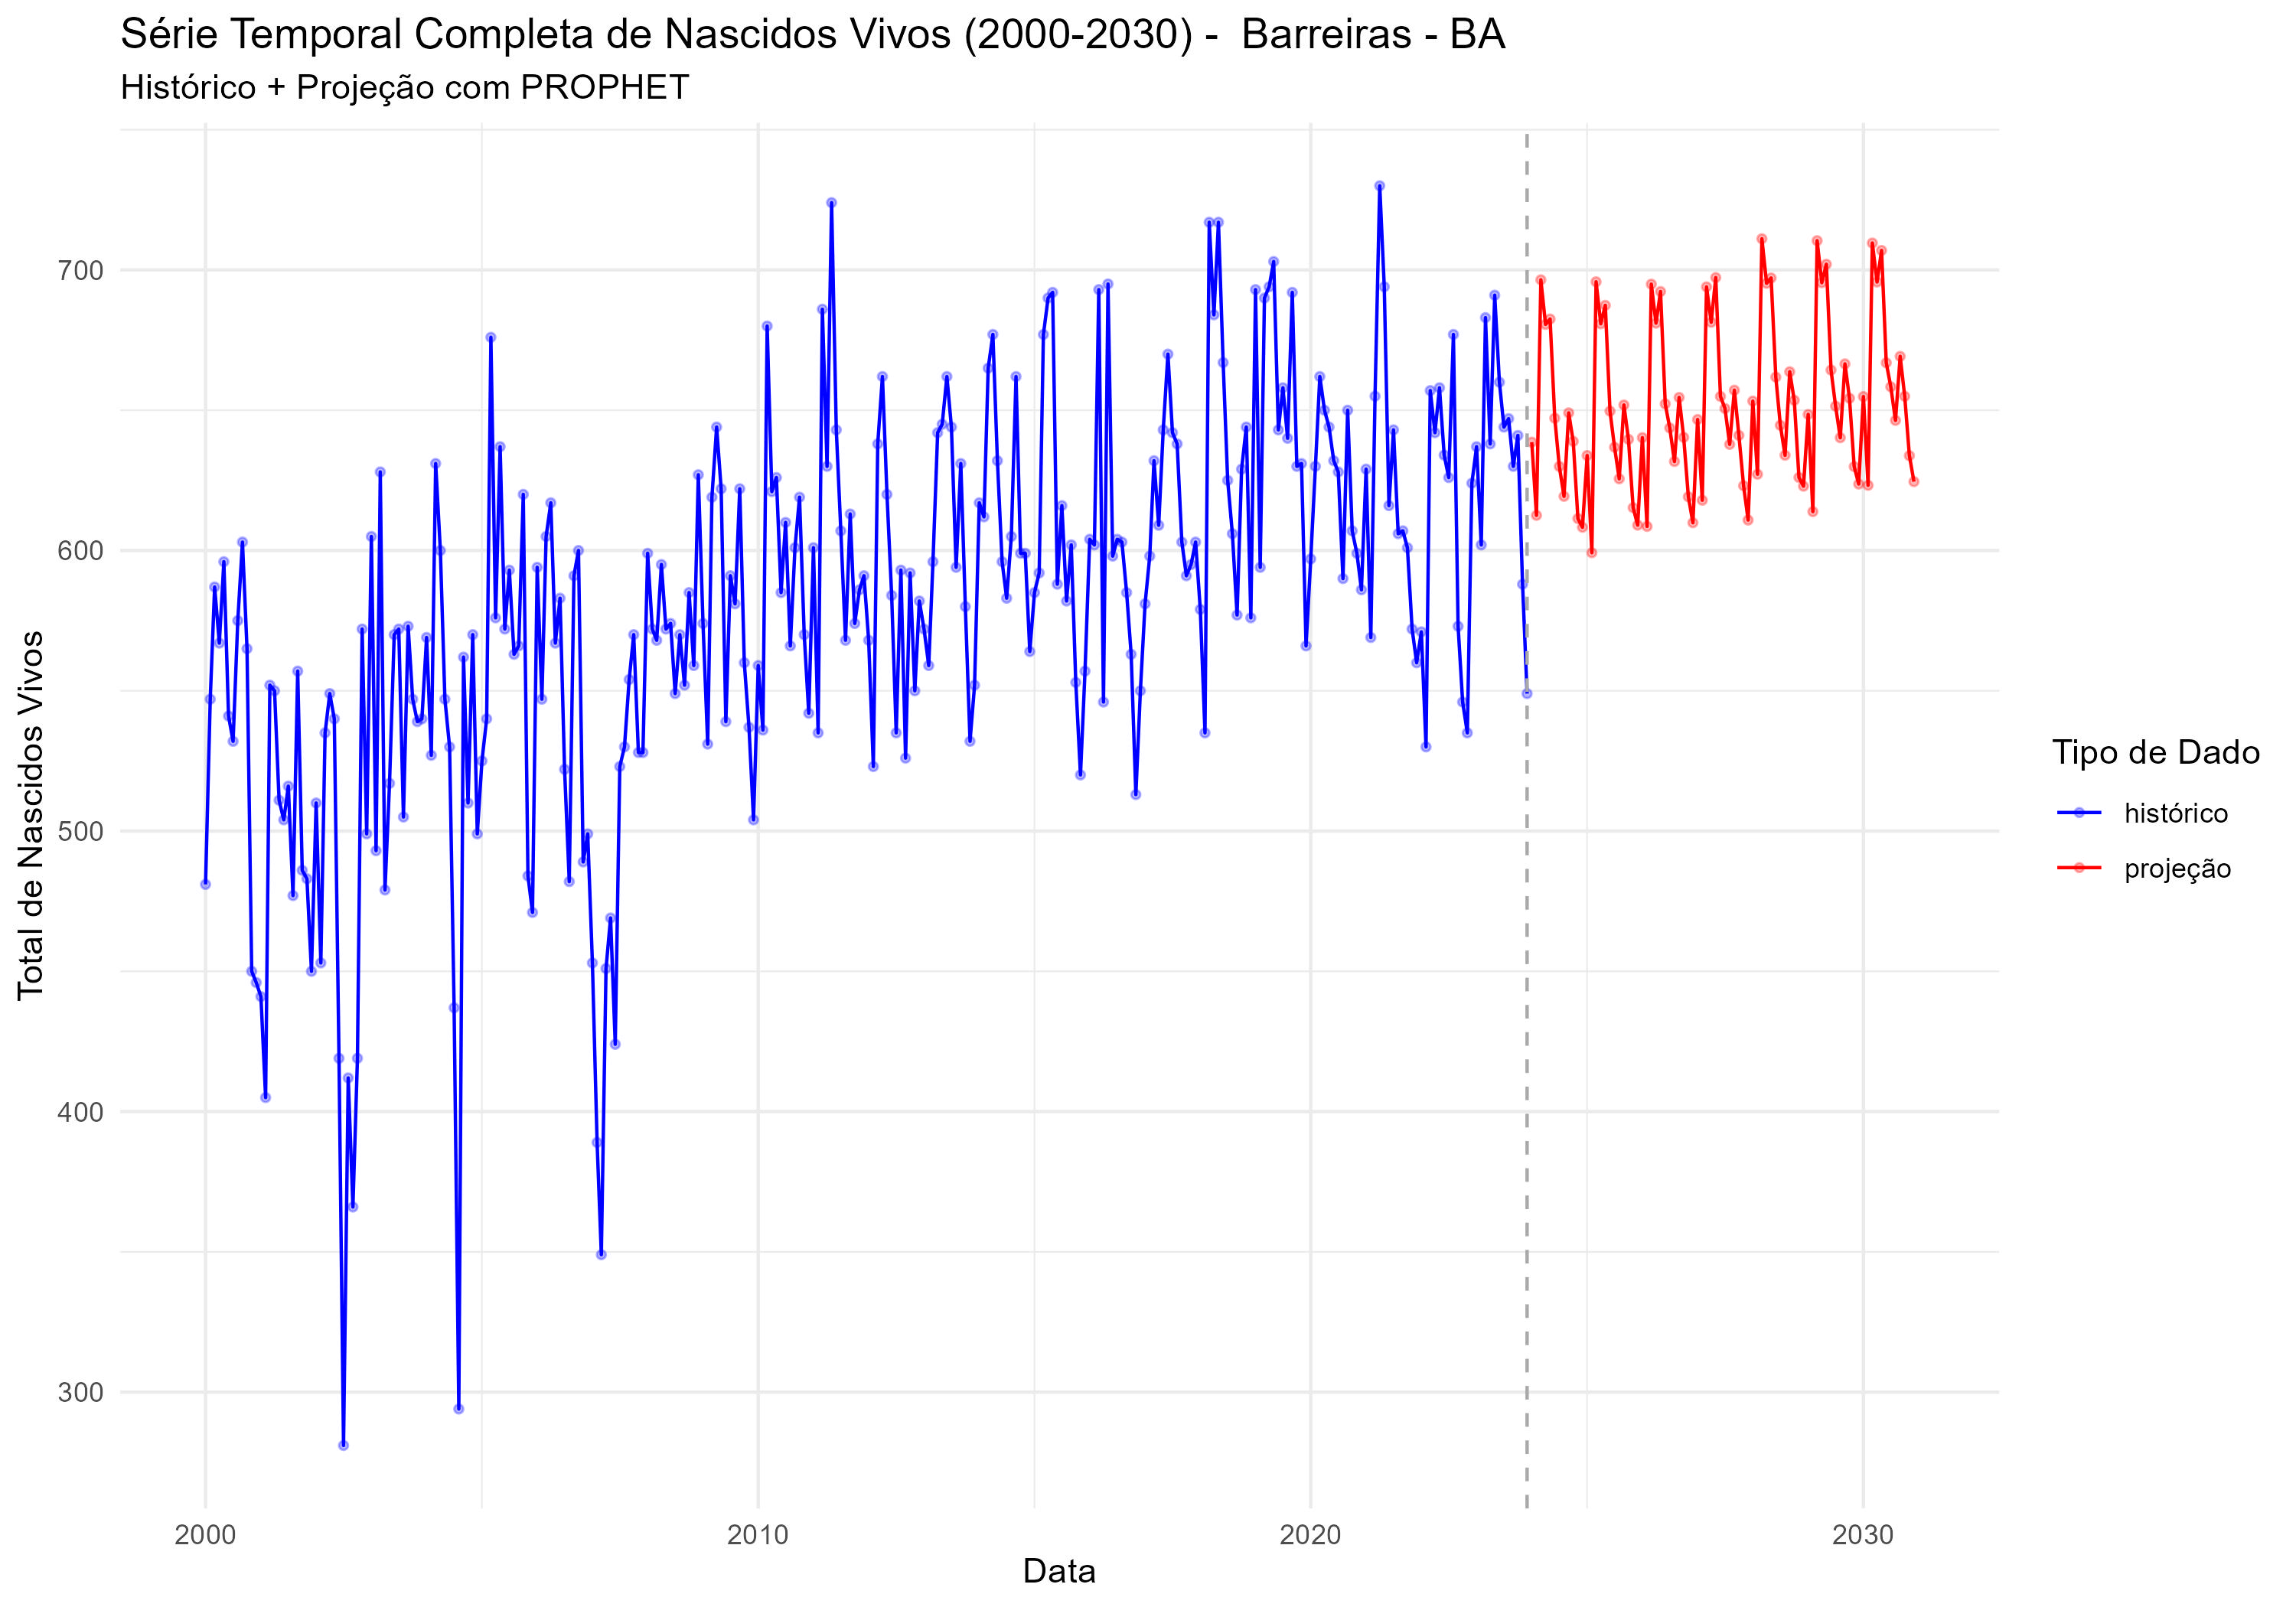 Série Temporal Completa de Nascidos Vivos (2000-2030) -  Barreiras - BA
Histórico + Projeção com PROPHET
Total de Nascidos Vivos
700
600
500
400
300
2000
2010
2020
2030
Data
Tipo de Dado
histórico
projeção